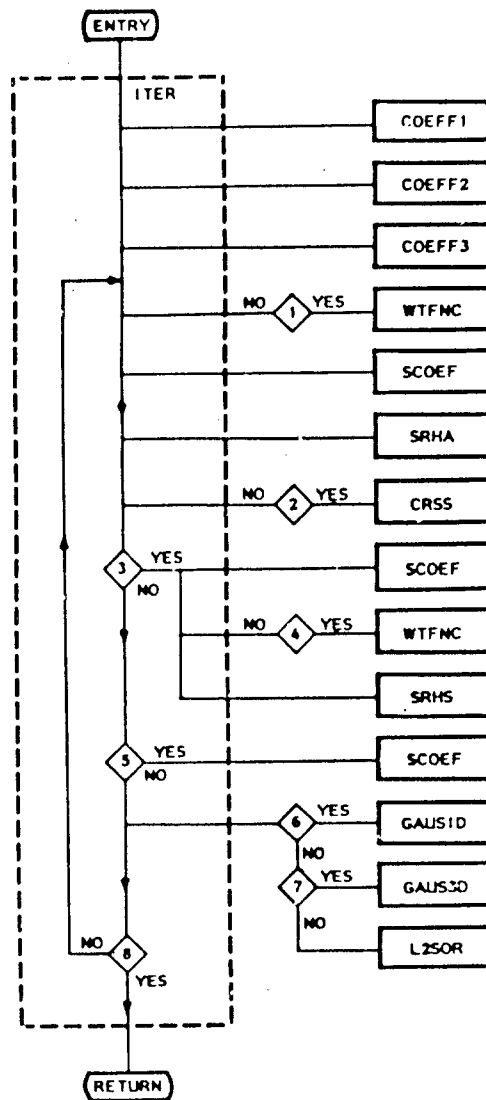 ENTRY
ITER
COEFF1
COEFF2
COEFF3
NO 1 YES WTFNC
SCOEF
SRHA
NO 2 YES CRSS
3 YES SCOEF
NO
NO 4 YES WTFNC
SRHS
5 YES SCOEF
NO
6 YES GAUS1D
NO
7 YES GAUS3D
NO L2SOR
NO 8
YES
RETURN